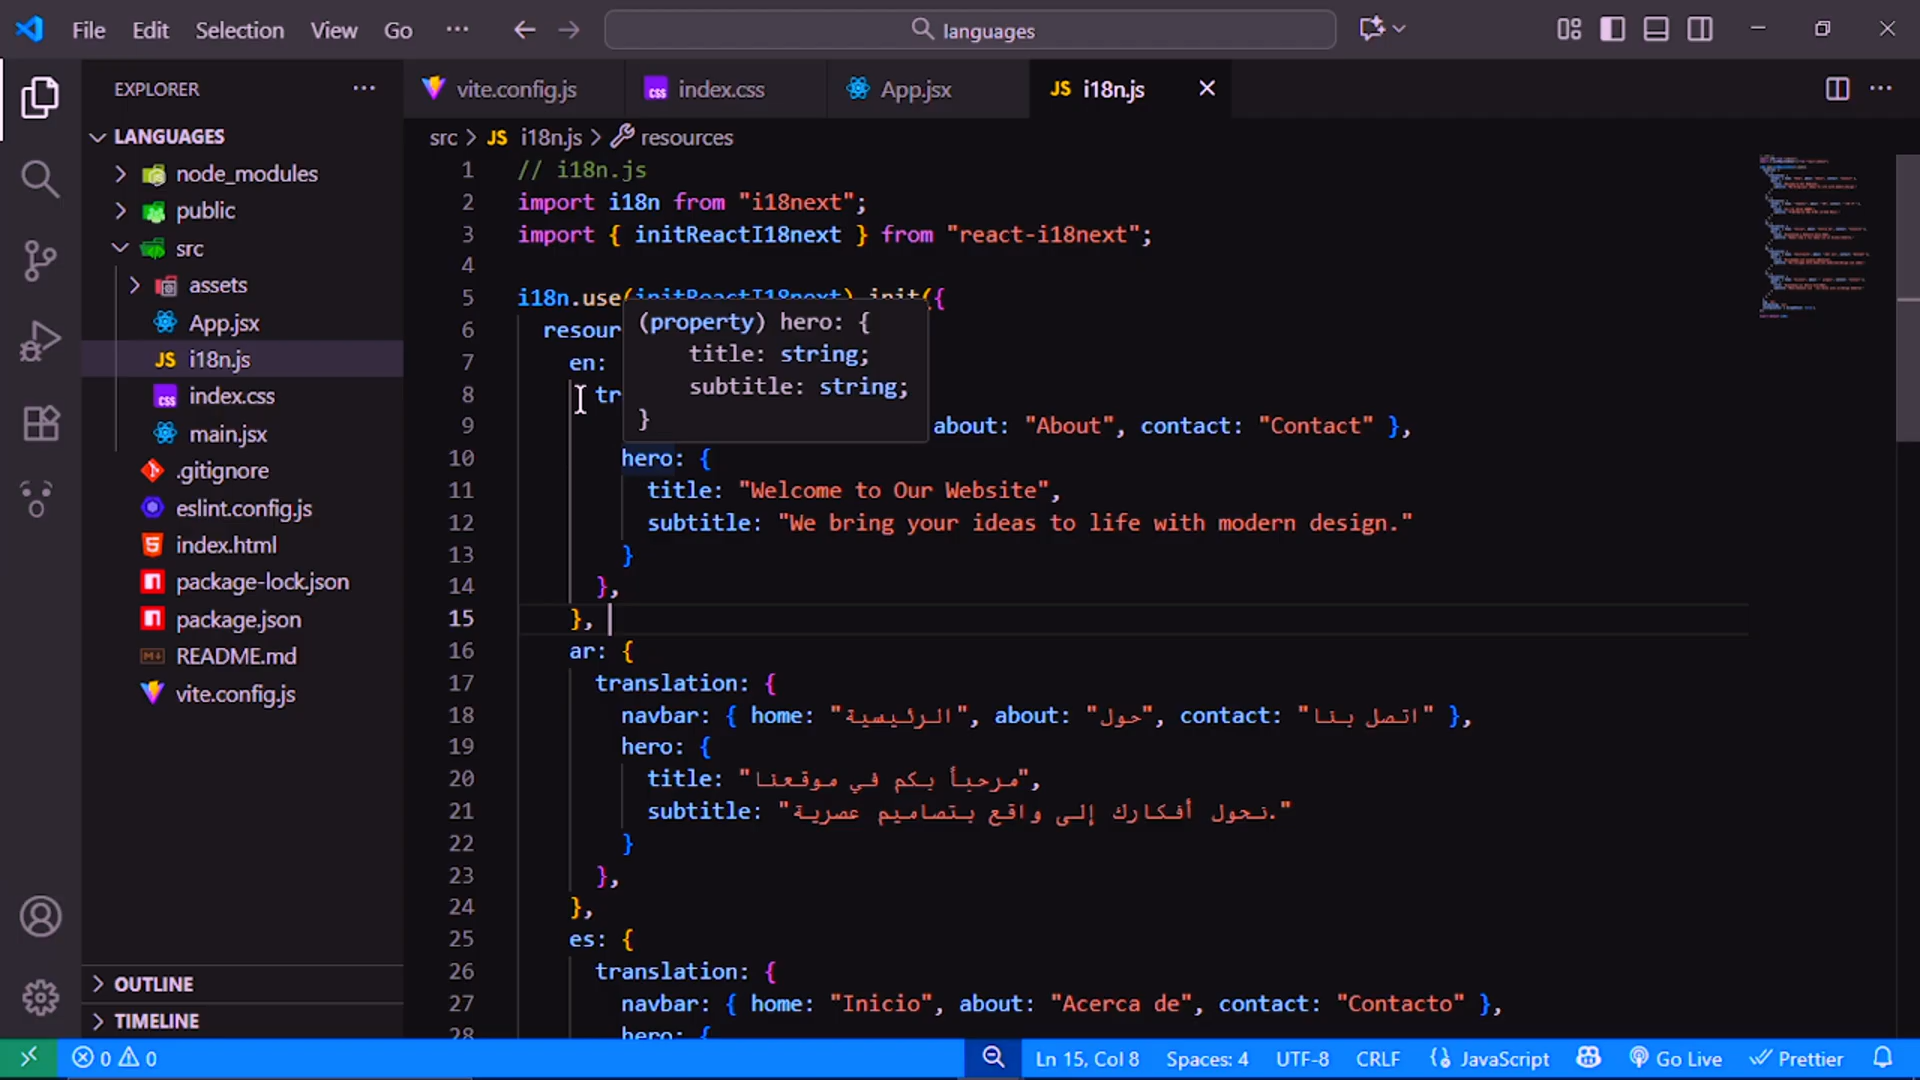 File Edit Selection View Go ··· languages
EXPLORER ···
LANGUAGES
node_modules
public
src
assets
App.jsx
JS i18n.js
index.css
main.jsx
.gitignore
eslint.config.js
index.html
package-lock.json
package.json
README.md
vite.config.js
OUTLINE
TIMELINE
vite.config.js index.css App.jsx JS i18n.js
src > JS i18n.js > resources
1 // i18n.js
2 import i18n from "i18next";
3 import { initReactI18next } from "react-i18next";
4
5 i18n.use(initReactI18next).init({
6 resour
7 en:
8 tr
(property) hero: {
title: string;
subtitle: string;
}
9 about: "About", contact: "Contact" },
10 hero: {
11 title: "Welcome to Our Website",
12 subtitle: "We bring your ideas to life with modern design."
13 }
14 },
15 },
16 ar: {
17 translation: {
18 navbar: { home: "الرئيسية", about: "حول", contact: "اتصل بنا" },
19 hero: {
20 title: "مرحباً بكم في موقعنا",
21 subtitle: "نحول أفكارك إلى واقع بتصاميم عصرية."
22 }
23 },
24 },
25 es: {
26 translation: {
27 navbar: { home: "Inicio", about: "Acerca de", contact: "Contacto" },
28 hero: {
0 0 Ln 15, Col 8 Spaces: 4 UTF-8 CRLF {} JavaScript Go Live Prettier